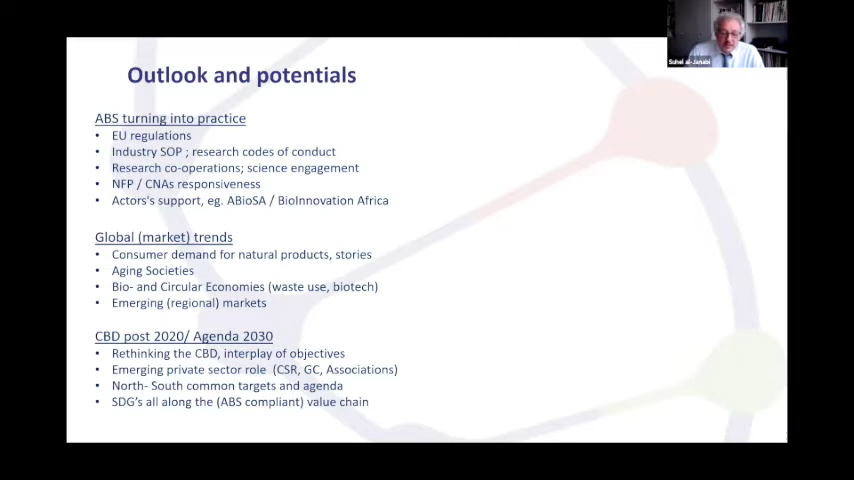 Suhel al-Janabi
Outlook and potentials
ABS turning into practice
• EU regulations
• Industry SOP ; research codes of conduct
• Research co-operations; science engagement
• NFP / CNAs responsiveness
• Actors's support, eg. ABioSA / BioInnovation Africa
Global (market) trends
• Consumer demand for natural products, stories
• Aging Societies
• Bio- and Circular Economies (waste use, biotech)
• Emerging (regional) markets
CBD post 2020/ Agenda 2030
• Rethinking the CBD, interplay of objectives
• Emerging private sector role (CSR, GC, Associations)
• North- South common targets and agenda
• SDG's all along the (ABS compliant) value chain